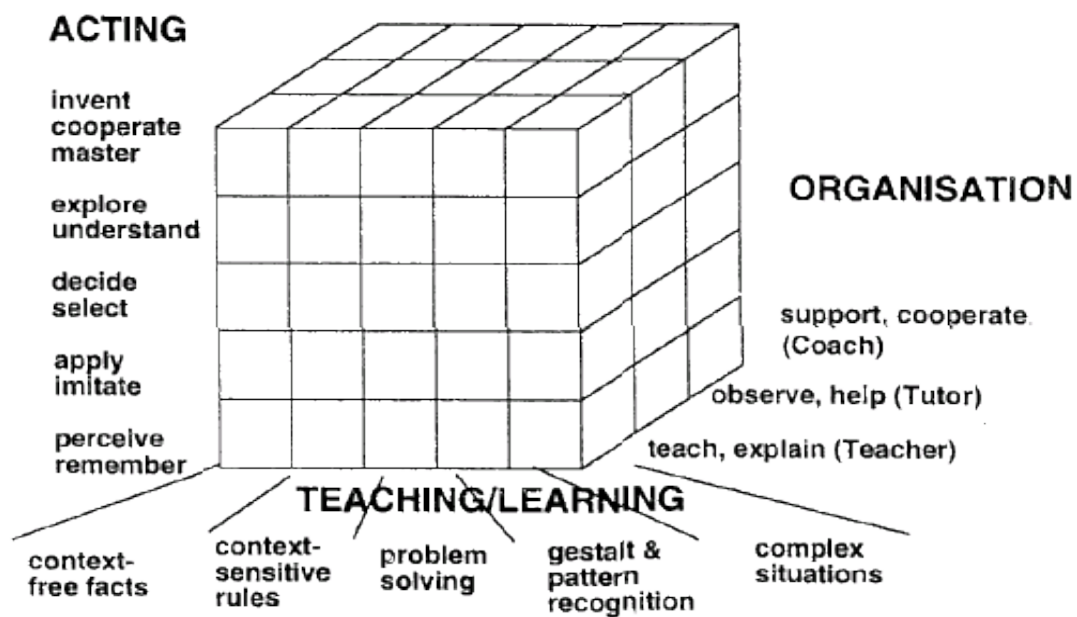 ACTING
invent
cooperate
master
explore
understand
decide
select
apply
imitate
perceive
remember
ORGANISATION
support, cooperate
(Coach)
observe, help (Tutor)
teach, explain (Teacher)
TEACHING/LEARNING
context-
free facts
context-
sensitive
rules
problem
solving
gestalt &
pattern
recognition
complex
situations